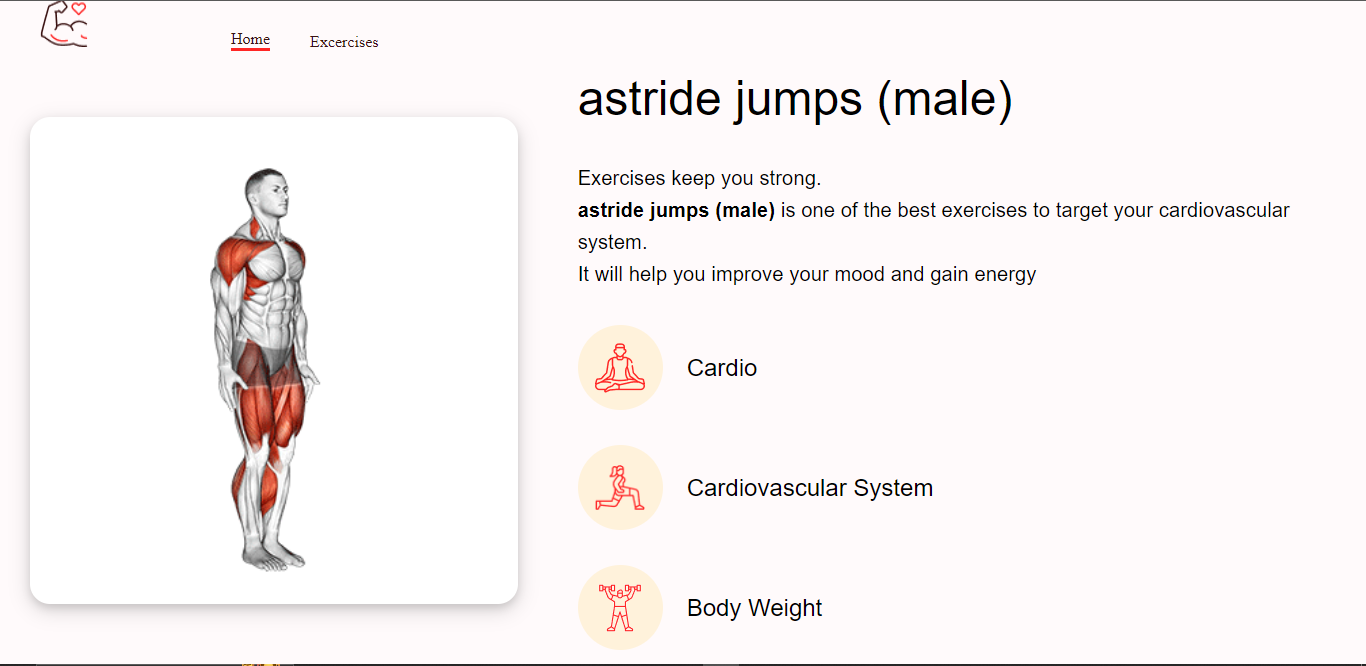 Home
Excercises
astride jumps (male)
Exercises keep you strong.
astride jumps (male) is one of the best exercises to target your cardiovascular
system.
It will help you improve your mood and gain energy
Cardio
Cardiovascular System
Body Weight